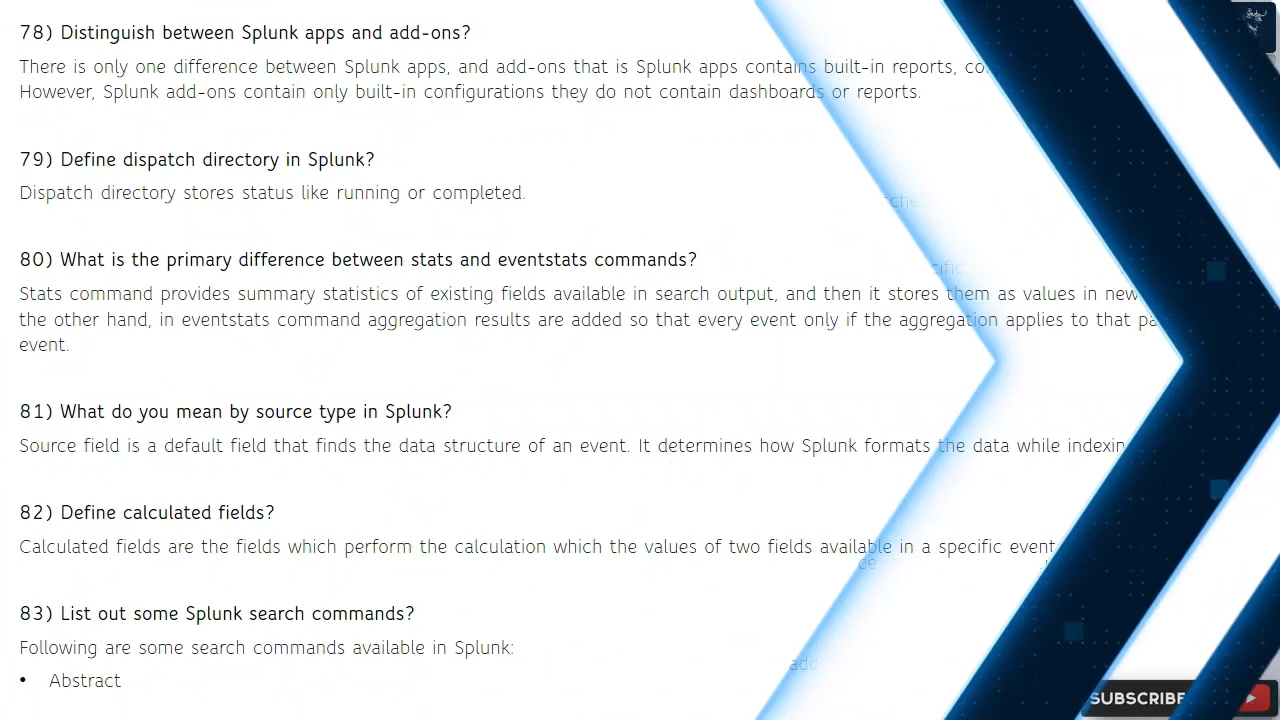 78) Distinguish between Splunk apps and add-ons?
There is only one difference between Splunk apps, and add-ons that is Splunk apps contains built-in reports,
However, Splunk add-ons contain only built-in configurations they do not contain dashboards or reports.
79) Define dispatch directory in Splunk?
Dispatch directory stores status like running or completed.
80) What is the primary difference between stats and eventstats commands?
Stats command provides summary statistics of existing fields available in search output, and then it stores them as values in new
the other hand, in eventstats command aggregation results are added so that every event only if the aggregation applies to that
event.
81) What do you mean by source type in Splunk?
Source field is a default field that finds the data structure of an event. It determines how Splunk formats the data while
82) Define calculated fields?
Calculated fields are the fields which perform the calculation which the values of two fields available in a specific event
83) List out some Splunk search commands?
Following are some search commands available in Splunk:
• Abstract
SUBSCRIBE